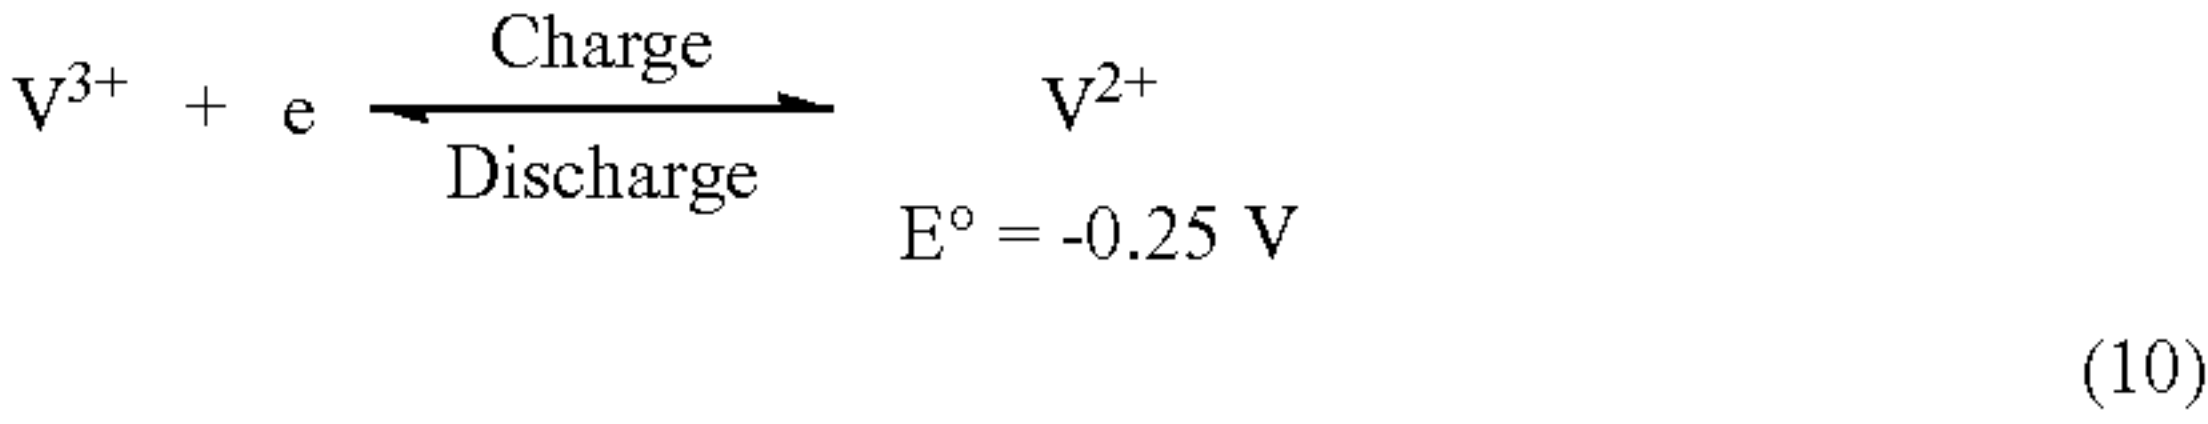 Charge
V³⁺ + e ⇌ V²⁺
Discharge
E° = -0.25 V
(10)